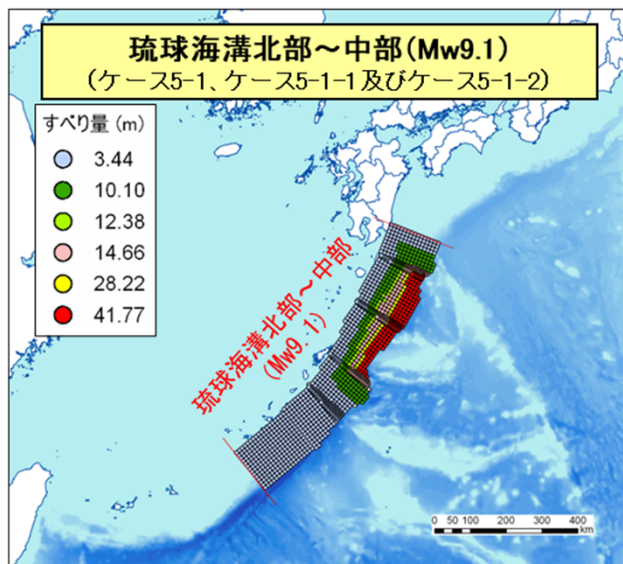 琉球海溝北部～中部(Mw9.1)
(ケース5-1、ケース5-1-1及びケース5-1-2)
すべり量 (m)
3.44
10.10
12.38
14.66
28.22
41.77
琉球海溝北部～中部
(Mw9.1)
0 50 100 200 300 400
km